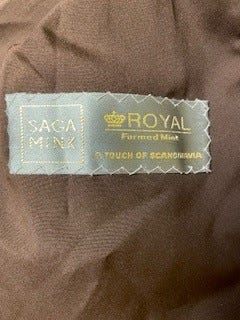 SAGA
MINK
ROYAL
Farmed Mink
A TOUCH OF SCANDINAVIA